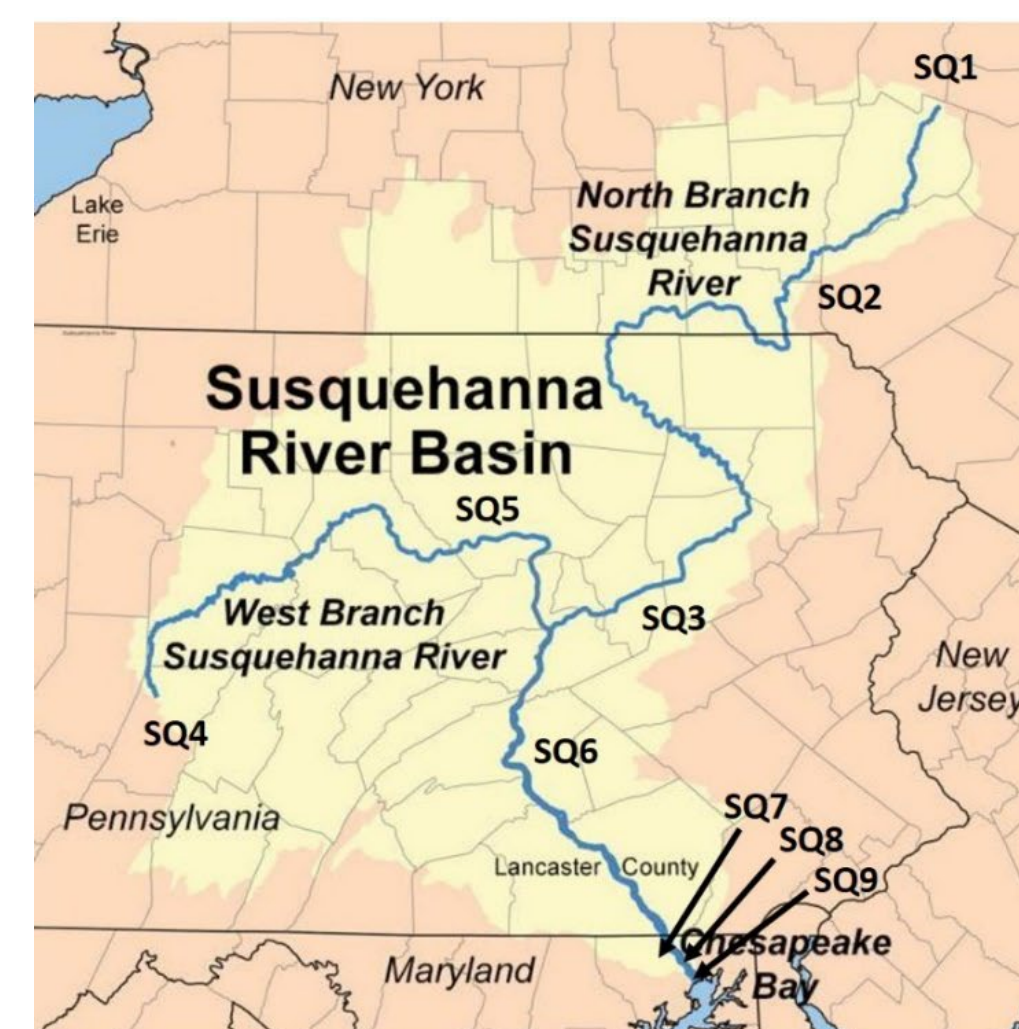 SQ1
New York
North Branch
Susquehanna
River
Lake
Erie
SQ2
Susquehanna
River Basin
SQ5
West Branch
Susquehanna River
SQ3
New
Jersey
SQ4
SQ6
Pennsylvania
SQ7
SQ8
SQ9
Lancaster County
Chesapeake
Bay
Maryland